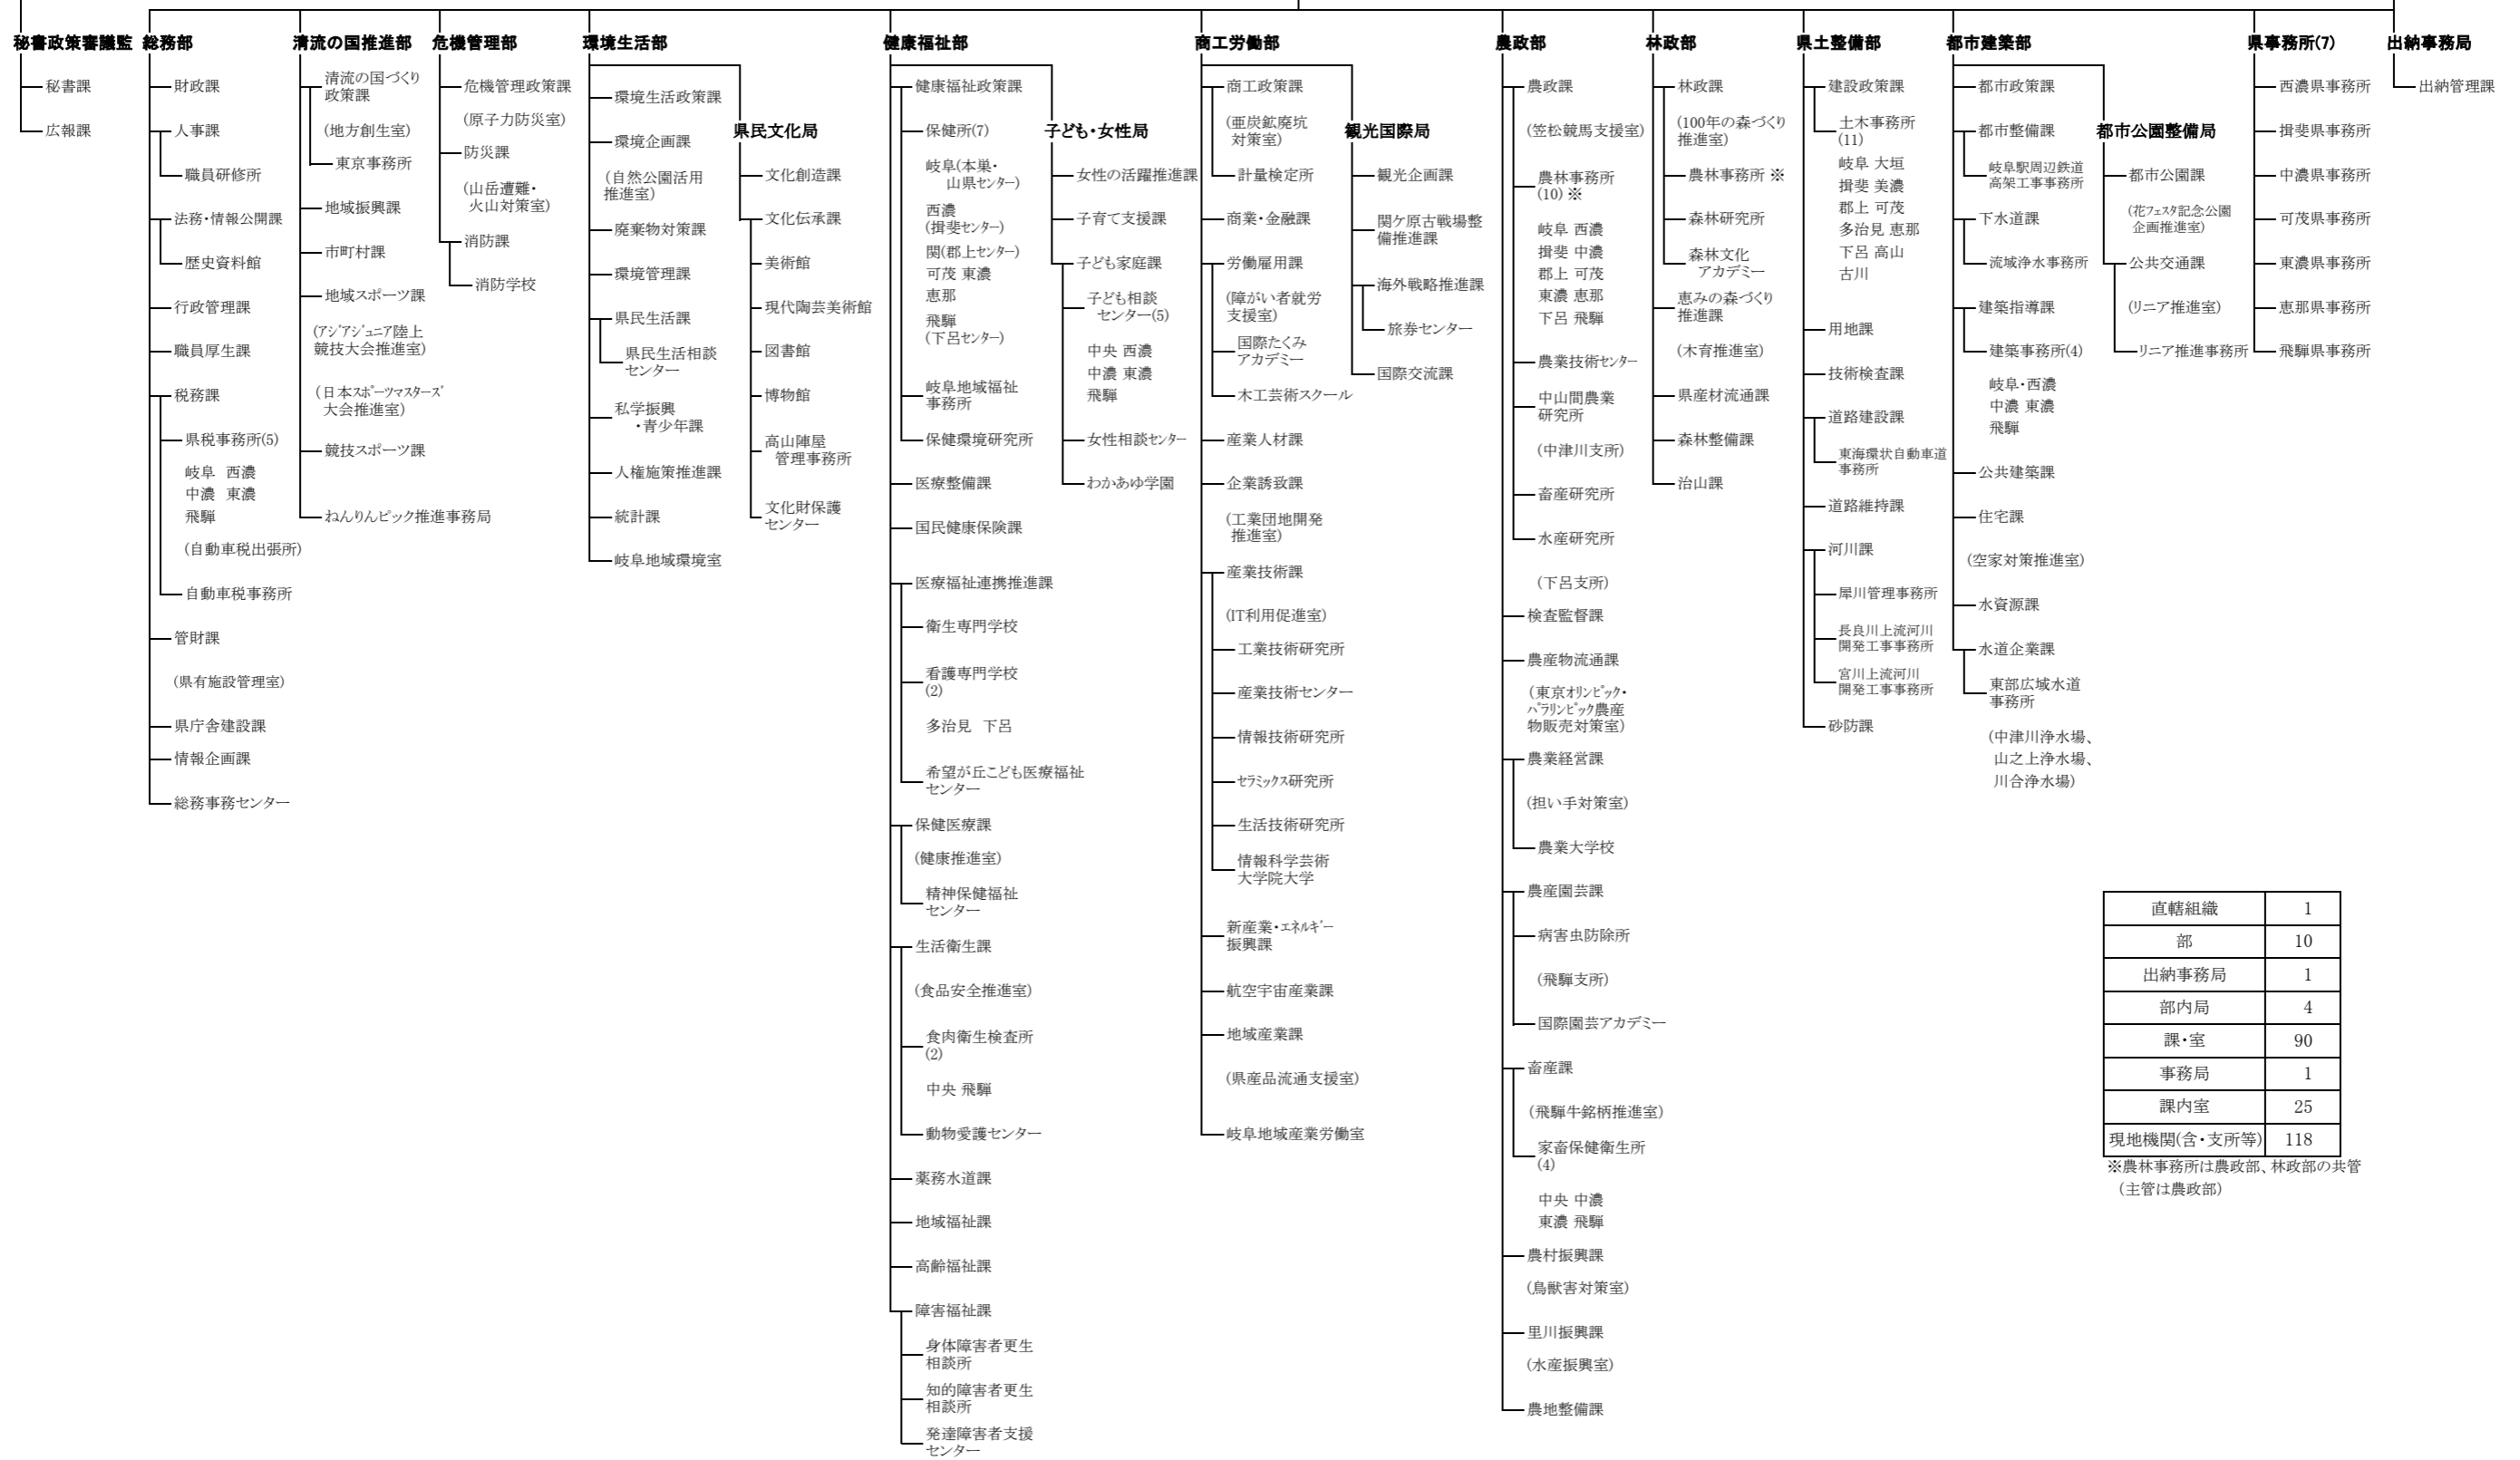 秘書政策審議監
秘書課
広報課
総務部
財政課
人事課
職員研修所
法務・情報公開課
歴史資料館
行政管理課
職員厚生課
税務課
県税事務所(5)
岐阜 西濃
中濃 東濃
飛騨
(自動車税出張所)
自動車税事務所
管財課
(県有施設管理室)
県庁舎建設課
情報企画課
総務事務センター
清流の国推進部
清流の国づくり
政策課
(地方創生室)
東京事務所
地域振興課
市町村課
地域スポーツ課
(アジアジュニア陸上
競技大会推進室)
(日本スポーツマスターズ
大会推進室)
競技スポーツ課
ねんりんピック推進事務局
危機管理部
危機管理政策課
(原子力防災室)
防災課
(山岳遭難・
火山対策室)
消防課
消防学校
環境生活部
環境生活政策課
環境企画課
(自然公園活用
推進室)
廃棄物対策課
環境管理課
県民生活課
県民生活相談
センター
私学振興
・青少年課
人権施策推進課
統計課
岐阜地域環境室
県民文化局
文化創造課
文化伝承課
美術館
現代陶芸美術館
図書館
博物館
高山陣屋
管理事務所
文化財保護
センター
健康福祉部
健康福祉政策課
保健所(7)
岐阜(本巣・
山県センター)
西濃
(揖斐センター)
関(郡上センター)
可茂 東濃
恵那
飛騨
(下呂センター)
岐阜地域福祉
事務所
保健環境研究所
医療整備課
国民健康保険課
医療福祉連携推進課
衛生専門学校
看護専門学校
(2)
多治見 下呂
希望が丘こども医療福祉
センター
保健医療課
(健康推進室)
精神保健福祉
センター
生活衛生課
(食品安全推進室)
食肉衛生検査所
(2)
中央 飛騨
動物愛護センター
薬務水道課
地域福祉課
高齢福祉課
障害福祉課
身体障害者更生
相談所
知的障害者更生
相談所
発達障害者支援
センター
子ども・女性局
女性の活躍推進課
子育て支援課
子ども家庭課
子ども相談
センター(5)
中央 西濃
中濃 東濃
飛騨
女性相談センター
わかあゆ学園
商工労働部
商工政策課
(亜炭鉱廃坑
対策室)
計量検定所
商業・金融課
労働雇用課
(障がい者就労
支援室)
国際たくみ
アカデミー
木工芸術スクール
産業人材課
企業誘致課
(工業団地開発
推進室)
産業技術課
(IT利用促進室)
工業技術研究所
産業技術センター
情報技術研究所
セラミックス研究所
生活技術研究所
情報科学芸術
大学院大学
新産業・エネルギー
振興課
航空宇宙産業課
地域産業課
(県産品流通支援室)
岐阜地域産業労働室
観光国際局
観光企画課
関ケ原古戦場整
備推進課
海外戦略推進課
旅券センター
国際交流課
農政部
農政課
(笠松競馬支援室)
農林事務所
(10) ※
岐阜 西濃
揖斐 中濃
郡上 可茂
東濃 恵那
下呂 飛騨
農業技術センター
中山間農業
研究所
(中津川支所)
畜産研究所
水産研究所
(下呂支所)
検査監督課
農産物流通課
(東京オリンピック・
パラリンピック農産
物販売対策室)
農業経営課
(担い手対策室)
農業大学校
農産園芸課
病害虫防除所
(飛騨支所)
国際園芸アカデミー
畜産課
(飛騨牛銘柄推進室)
家畜保健衛生所
(4)
中央 中濃
東濃 飛騨
農村振興課
(鳥獣害対策室)
里川振興課
(水産振興室)
農地整備課
林政部
林政課
(100年の森づくり
推進室)
農林事務所 ※
森林研究所
森林文化
アカデミー
恵みの森づくり
推進課
(木育推進室)
県産材流通課
森林整備課
治山課
県土整備部
建設政策課
土木事務所
(11)
岐阜 大垣
揖斐 美濃
郡上 可茂
多治見 恵那
下呂 高山
古川
用地課
技術検査課
道路建設課
東海環状自動車道
事務所
道路維持課
河川課
犀川管理事務所
長良川上流河川
開発工事事務所
宮川上流河川
開発工事事務所
砂防課
都市建築部
都市政策課
都市整備課
岐阜駅周辺鉄道
高架工事事務所
下水道課
流域浄水事務所
建築指導課
建築事務所(4)
岐阜・西濃
中濃 東濃
飛騨
公共建築課
住宅課
(空家対策推進室)
水資源課
水道企業課
東部広域水道
事務所
(中津川浄水場、
山之上浄水場、
川合浄水場)
都市公園整備局
都市公園課
(花フェスタ記念公園
企画推進室)
公共交通課
(リニア推進室)
リニア推進事務所
県事務所(7)
西濃県事務所
揖斐県事務所
中濃県事務所
可茂県事務所
東濃県事務所
恵那県事務所
飛騨県事務所
出納事務局
出納管理課
直轄組織 1
部 10
出納事務局 1
部内局 4
課・室 90
事務局 1
課内室 25
現地機関(含・支所等) 118
※農林事務所は農政部、林政部の共管
(主管は農政部)